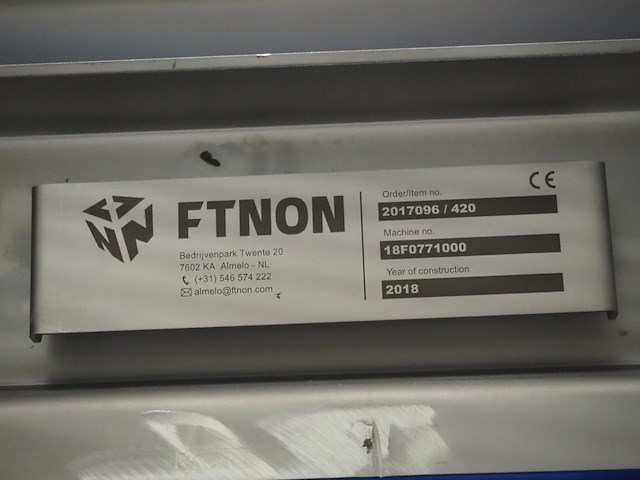 FTNON
Bedrijvenpark Twente 20
7602 KA Almelo - NL
(+31) 546 574 222
almelo@ftnon.com
CE
Order/Item no.
2017096 / 420
Machine no.
18F0771000
Year of construction
2018